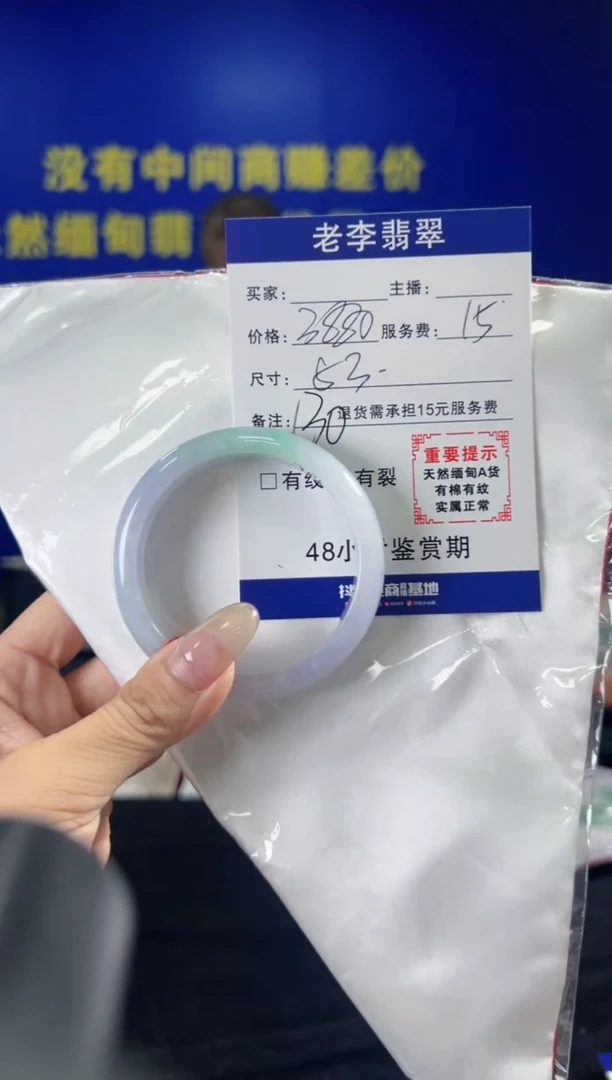 没有中间商赚差价
然缅甸翡
老李翡翠
买家: 主播:
价格: 3880 服务费: 15
尺寸: 53-
备注: 130 退货需承担15元服务费
重要提示
天然缅甸A货
有棉有纹
实属正常
□有纹 有裂
48小 鉴赏期
基地